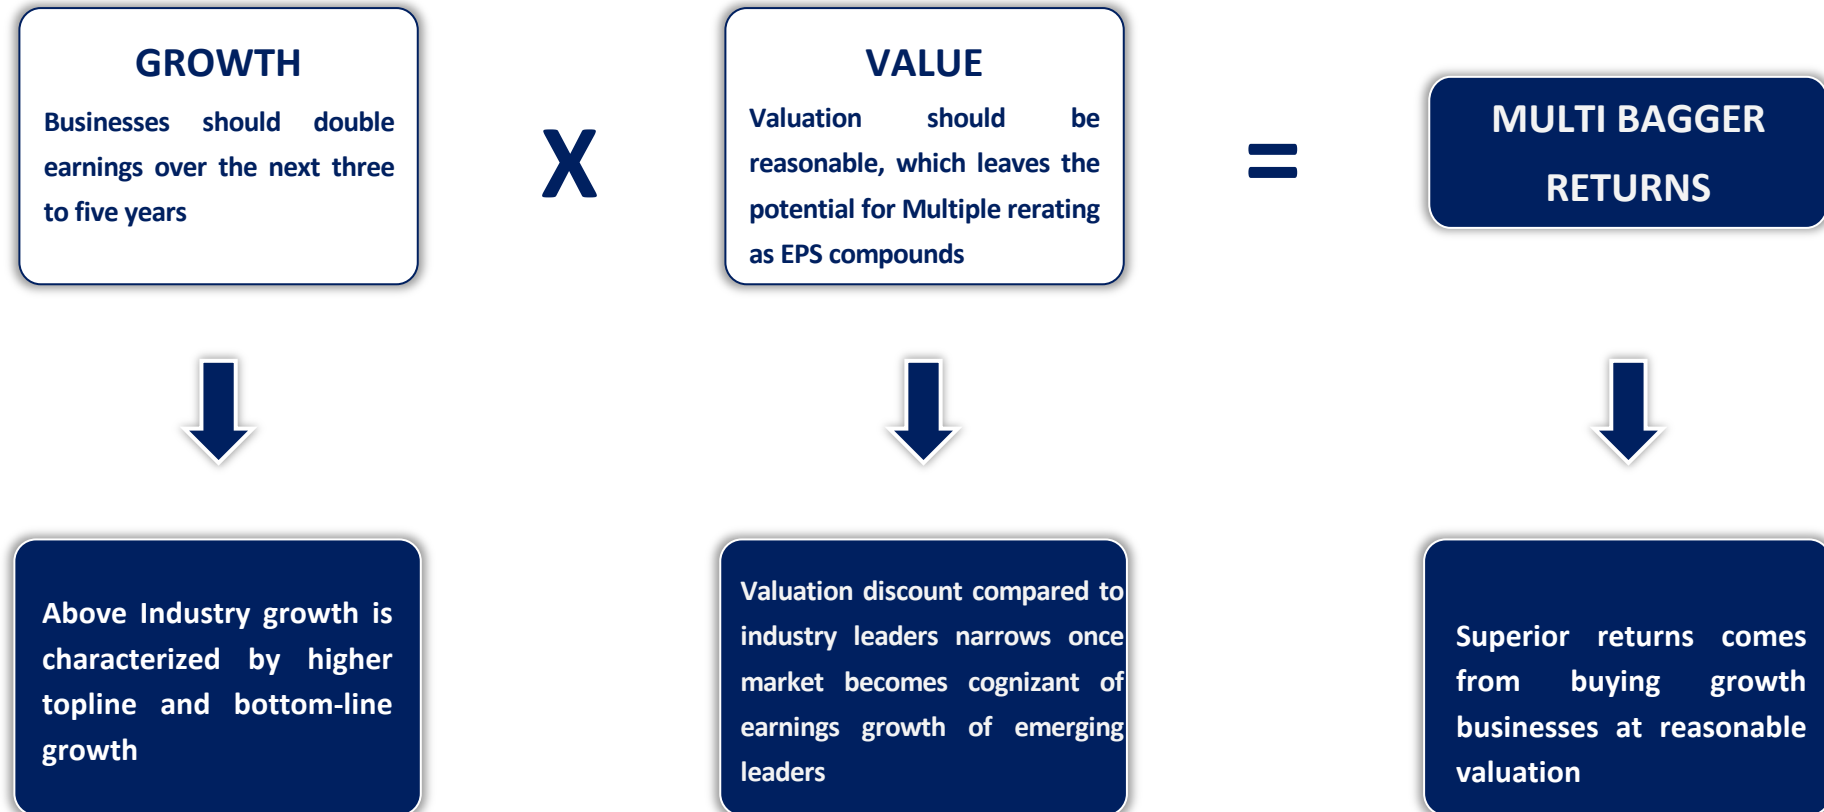 GROWTH
Businesses should double
earnings over the next three
to five years
X
VALUE
Valuation should be
reasonable, which leaves the
potential for Multiple rerating
as EPS compounds
=
MULTI BAGGER
RETURNS
Above Industry growth is
characterized by higher
topline and bottom-line
growth
Valuation discount compared to
industry leaders narrows once
market becomes cognizant of
earnings growth of emerging
leaders
Superior returns comes
from buying growth
businesses at reasonable
valuation